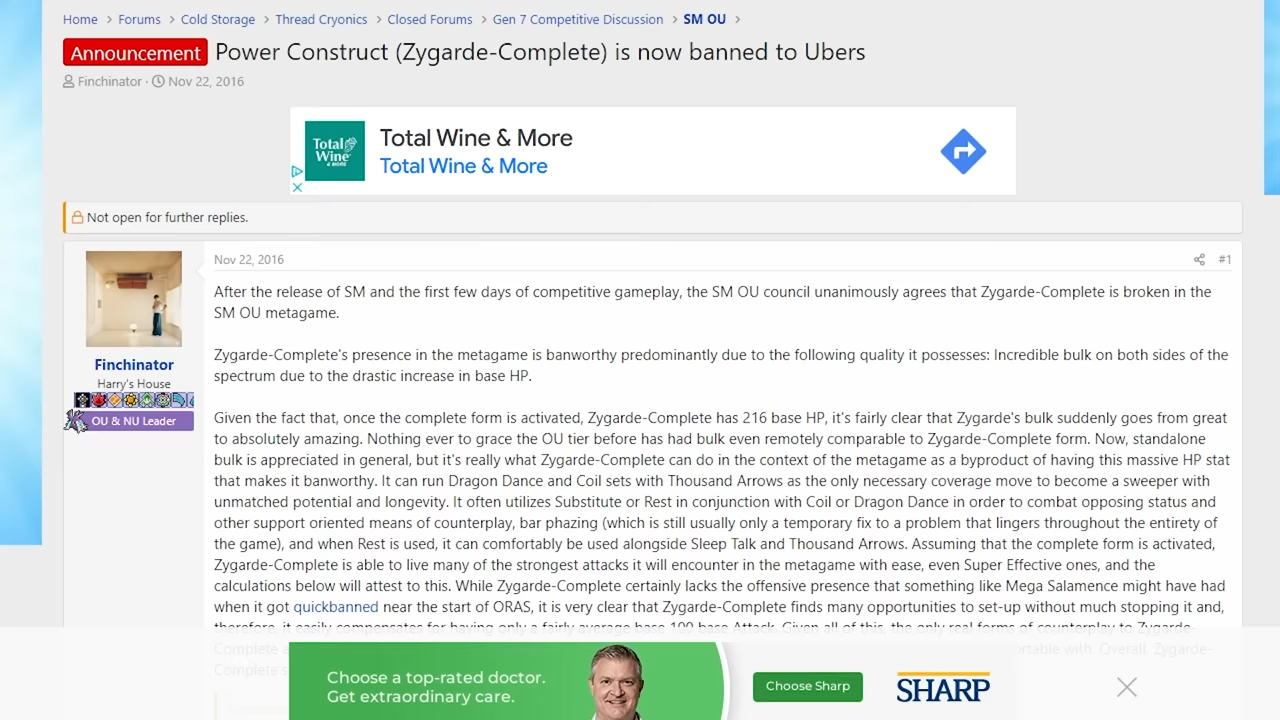 Home > Forums > Cold Storage > Thread Cryonics > Closed Forums > Gen 7 Competitive Discussion > SM OU >
Announcement Power Construct (Zygarde-Complete) is now banned to Ubers
Finchinator · Nov 22, 2016
Total Wine & MORE
Total Wine & More
Total Wine & More
Not open for further replies.
Nov 22, 2016 #1
After the release of SM and the first few days of competitive gameplay, the SM OU council unanimously agrees that Zygarde-Complete is broken in the
SM OU metagame.
Zygarde-Complete's presence in the metagame is banworthy predominantly due to the following quality it possesses: Incredible bulk on both sides of the
spectrum due to the drastic increase in base HP.
Finchinator
Harry's House
OU & NU Leader
Given the fact that, once the complete form is activated, Zygarde-Complete has 216 base HP, it's fairly clear that Zygarde's bulk suddenly goes from great
to absolutely amazing. Nothing ever to grace the OU tier before has had bulk even remotely comparable to Zygarde-Complete form. Now, standalone
bulk is appreciated in general, but it's really what Zygarde-Complete can do in the context of the metagame as a byproduct of having this massive HP stat
that makes it banworthy. It can run Dragon Dance and Coil sets with Thousand Arrows as the only necessary coverage move to become a sweeper with
unmatched potential and longevity. It often utilizes Substitute or Rest in conjunction with Coil or Dragon Dance in order to combat opposing status and
other support oriented means of counterplay, bar phazing (which is still usually only a temporary fix to a problem that lingers throughout the entirety of
the game), and when Rest is used, it can comfortably be used alongside Sleep Talk and Thousand Arrows. Assuming that the complete form is activated,
Zygarde-Complete is able to live many of the strongest attacks it will encounter in the metagame with ease, even Super Effective ones, and the
calculations below will attest to this. While Zygarde-Complete certainly lacks the offensive presence that something like Mega Salamence might have had
when it got quickbanned near the start of ORAS, it is very clear that Zygarde-Complete finds many opportunities to set-up without much stopping it and,
therefore, it easily compensates for having only a fairly average base 100 base Attack. Given all of this, the only real forms of counterplay to Zygarde-
Complete with. Overall, Zygarde-
Complete's
Choose a top-rated doctor.
Get extraordinary care.
Choose Sharp
SHARP